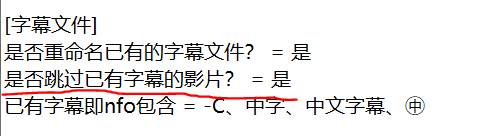 [字幕文件]
是否重命名已有的字幕文件？ = 是
是否跳过已有字幕的影片？ = 是
已有字幕即nfo包含 = -C、中字、中文字幕、㊥